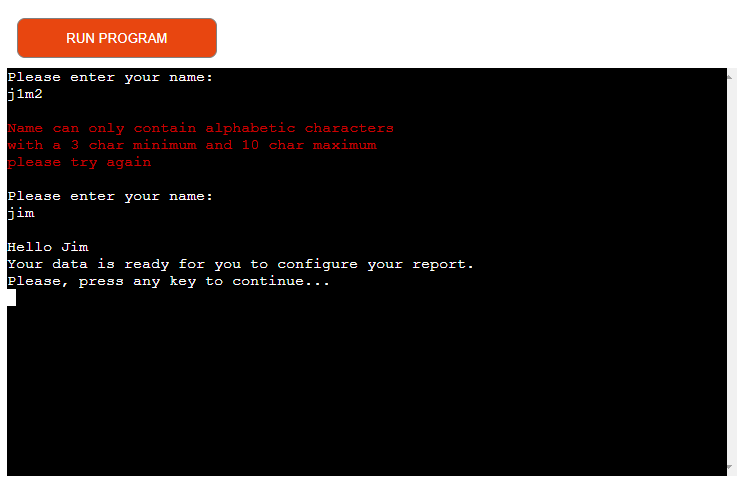 RUN PROGRAM
Please enter your name:
j1m2
Name can only contain alphabetic characters
with a 3 char minimum and 10 char maximum
please try again
Please enter your name:
jim
Hello Jim
Your data is ready for you to configure your report.
Please, press any key to continue...